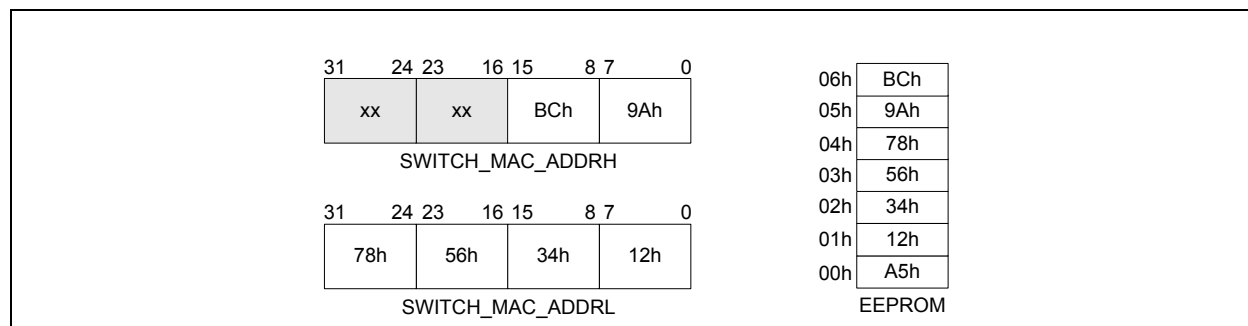 31 24 23 16 15 8 7 0
xx xx BCh 9Ah
SWITCH_MAC_ADDRH
31 24 23 16 15 8 7 0
78h 56h 34h 12h
SWITCH_MAC_ADDRL
06h BCh
05h 9Ah
04h 78h
03h 56h
02h 34h
01h 12h
00h A5h
EEPROM